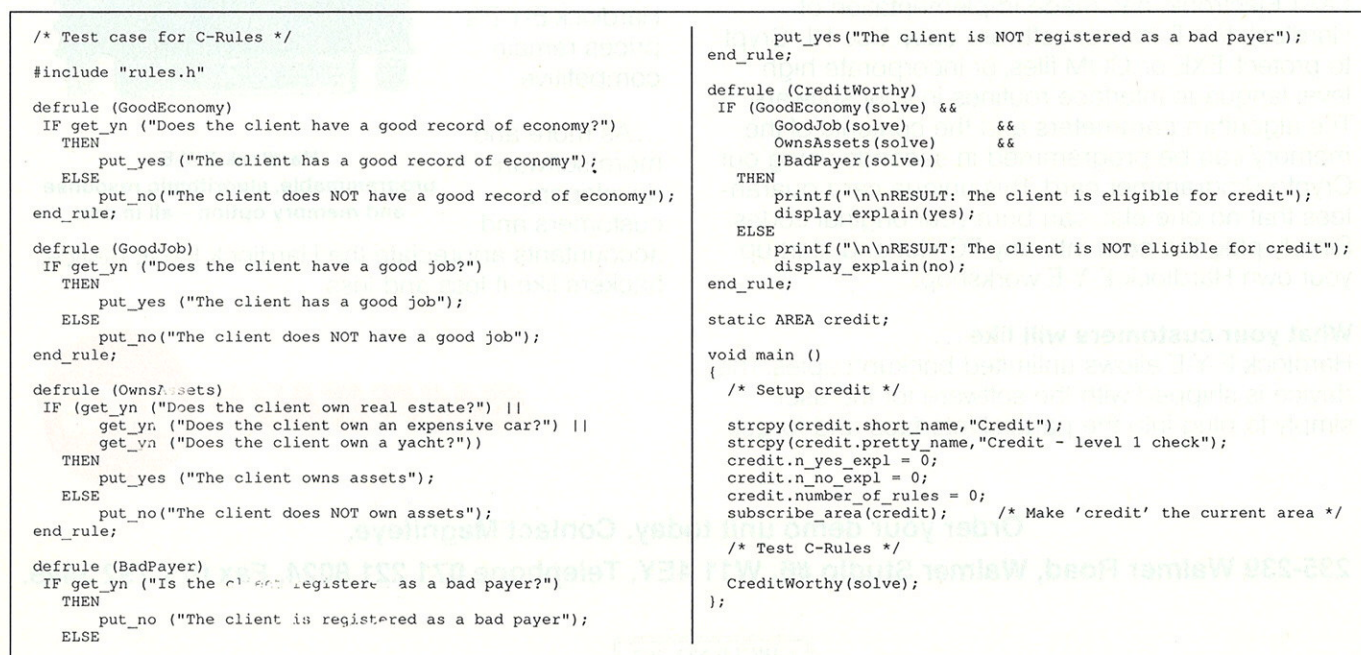 /* Test case for C-Rules */
#include "rules.h"
defrule (GoodEconomy)
IF get_yn ("Does the client have a good record of economy?")
THEN
put_yes ("The client has a good record of economy");
ELSE
put_no("The client does NOT have a good record of economy");
end_rule;
defrule (GoodJob)
IF get_yn ("Does the client have a good job?")
THEN
put_yes ("The client has a good job");
ELSE
put_no("The client does NOT have a good job");
end_rule;
defrule (OwnsAssets)
IF (get_yn ("Does the client own real estate?") ||
get_yn ("Does the client own an expensive car?") ||
get_yn ("Does the client own a yacht?"))
THEN
put_yes ("The client owns assets");
ELSE
put_no("The client does NOT own assets");
end_rule;
defrule (BadPayer)
IF get_yn ("Is the client registered as a bad payer?")
THEN
put_no ("The client is registered as a bad payer");
ELSE
put_yes("The client is NOT registered as a bad payer");
end_rule;
defrule (CreditWorthy)
IF (GoodEconomy(solve) &&
GoodJob(solve) &&
OwnsAssets(solve) &&
!BadPayer(solve))
THEN
printf("\n\nRESULT: The client is eligible for credit");
display_explain(yes);
ELSE
printf("\n\nRESULT: The client is NOT eligible for credit");
display_explain(no);
end_rule;
static AREA credit;
void main ()
{
/* Setup credit */
strcpy(credit.short_name,"Credit");
strcpy(credit.pretty_name,"Credit - level 1 check");
credit.n_yes_expl = 0;
credit.n_no_expl = 0;
credit.number_of_rules = 0;
subscribe_area(credit); /* Make 'credit' the current area */
/* Test C-Rules */
CreditWorthy(solve);
};